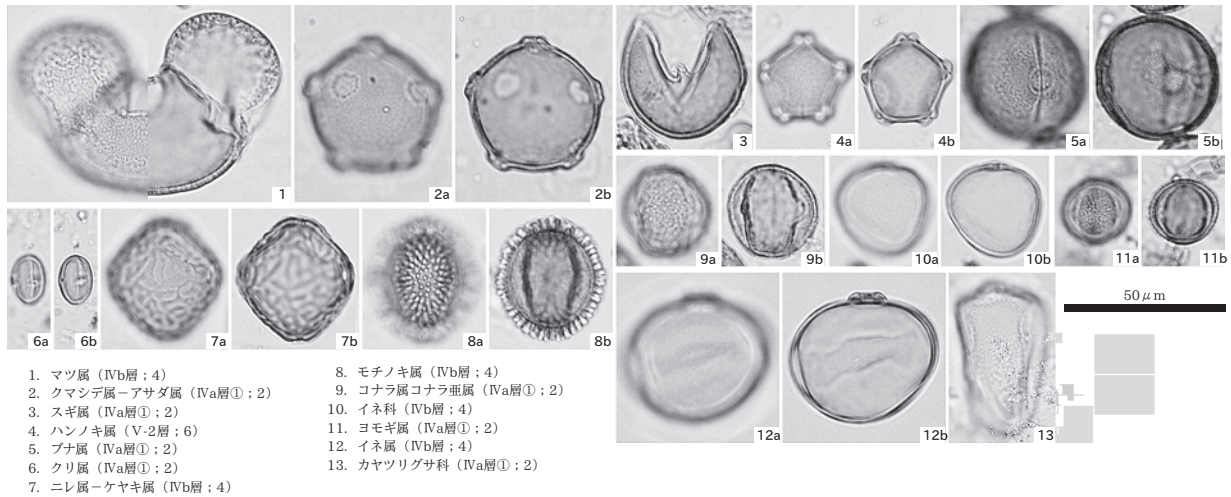 1
2a
2b
3
4a
4b
5a
5b
6a
6b
7a
7b
8a
8b
9a
9b
10a
10b
11a
11b
50μm
12a
12b
13
1. マツ属（Ⅳb層；4）
2. クマシデ属－アサダ属（Ⅳa層①；2）
3. スギ属（Ⅳa層①；2）
4. ハンノキ属（Ⅴ-2層；6）
5. ブナ属（Ⅳa層①；2）
6. クリ属（Ⅳa層①；2）
7. ニレ属－ケヤキ属（Ⅳb層；4）
8. モチノキ属（Ⅳb層；4）
9. コナラ属コナラ亜属（Ⅳa層①；2）
10. イネ科（Ⅳb層；4）
11. ヨモギ属（Ⅳa層①；2）
12. イネ属（Ⅳb層；4）
13. カヤツリグサ科（Ⅳa層①；2）